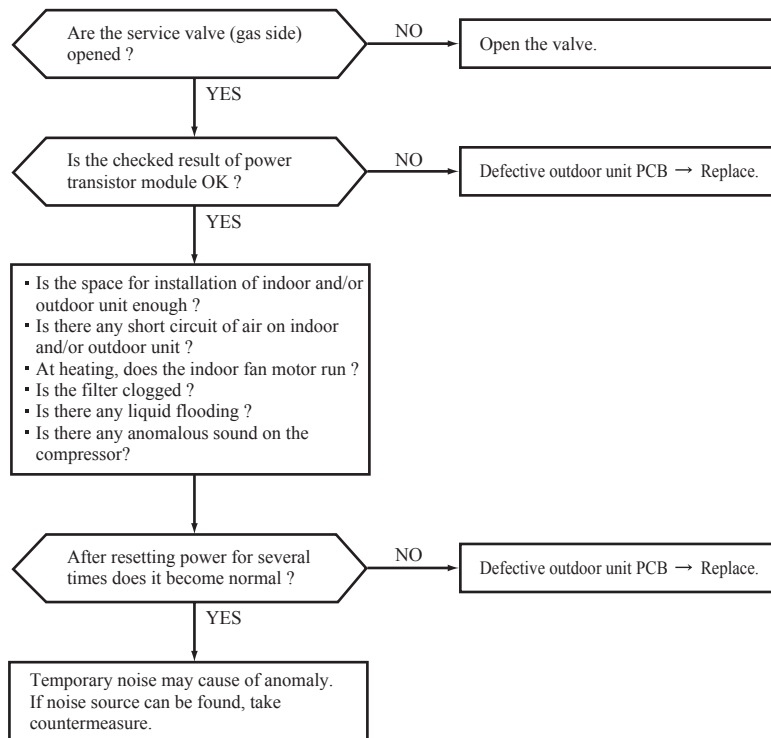 Are the service valve (gas side)
opened ?
NO
Open the valve.
YES
Is the checked result of power
transistor module OK ?
NO
Defective outdoor unit PCB → Replace.
YES
▪ Is the space for installation of indoor and/or
outdoor unit enough ?
▪ Is there any short circuit of air on indoor
and/or outdoor unit ?
▪ At heating, does the indoor fan motor run ?
▪ Is the filter clogged ?
▪ Is there any liquid flooding ?
▪ Is there any anomalous sound on the
compressor?
After resetting power for several
times does it become normal ?
NO
Defective outdoor unit PCB → Replace.
YES
Temporary noise may cause of anomaly.
If noise source can be found, take
countermeasure.